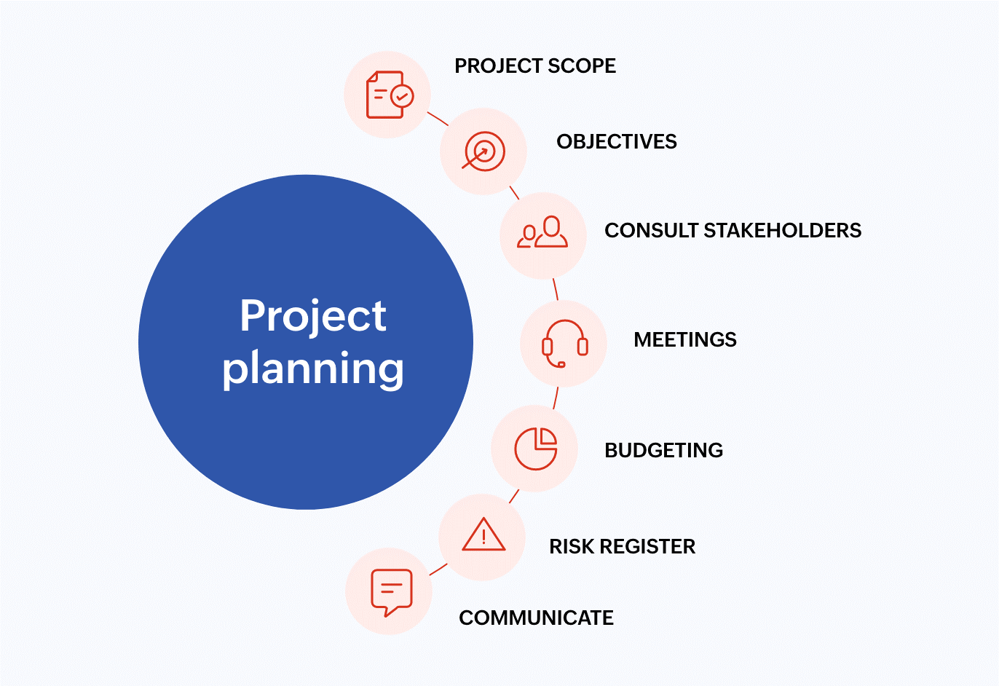 PROJECT SCOPE
OBJECTIVES
CONSULT STAKEHOLDERS
Project
planning
MEETINGS
BUDGETING
RISK REGISTER
COMMUNICATE